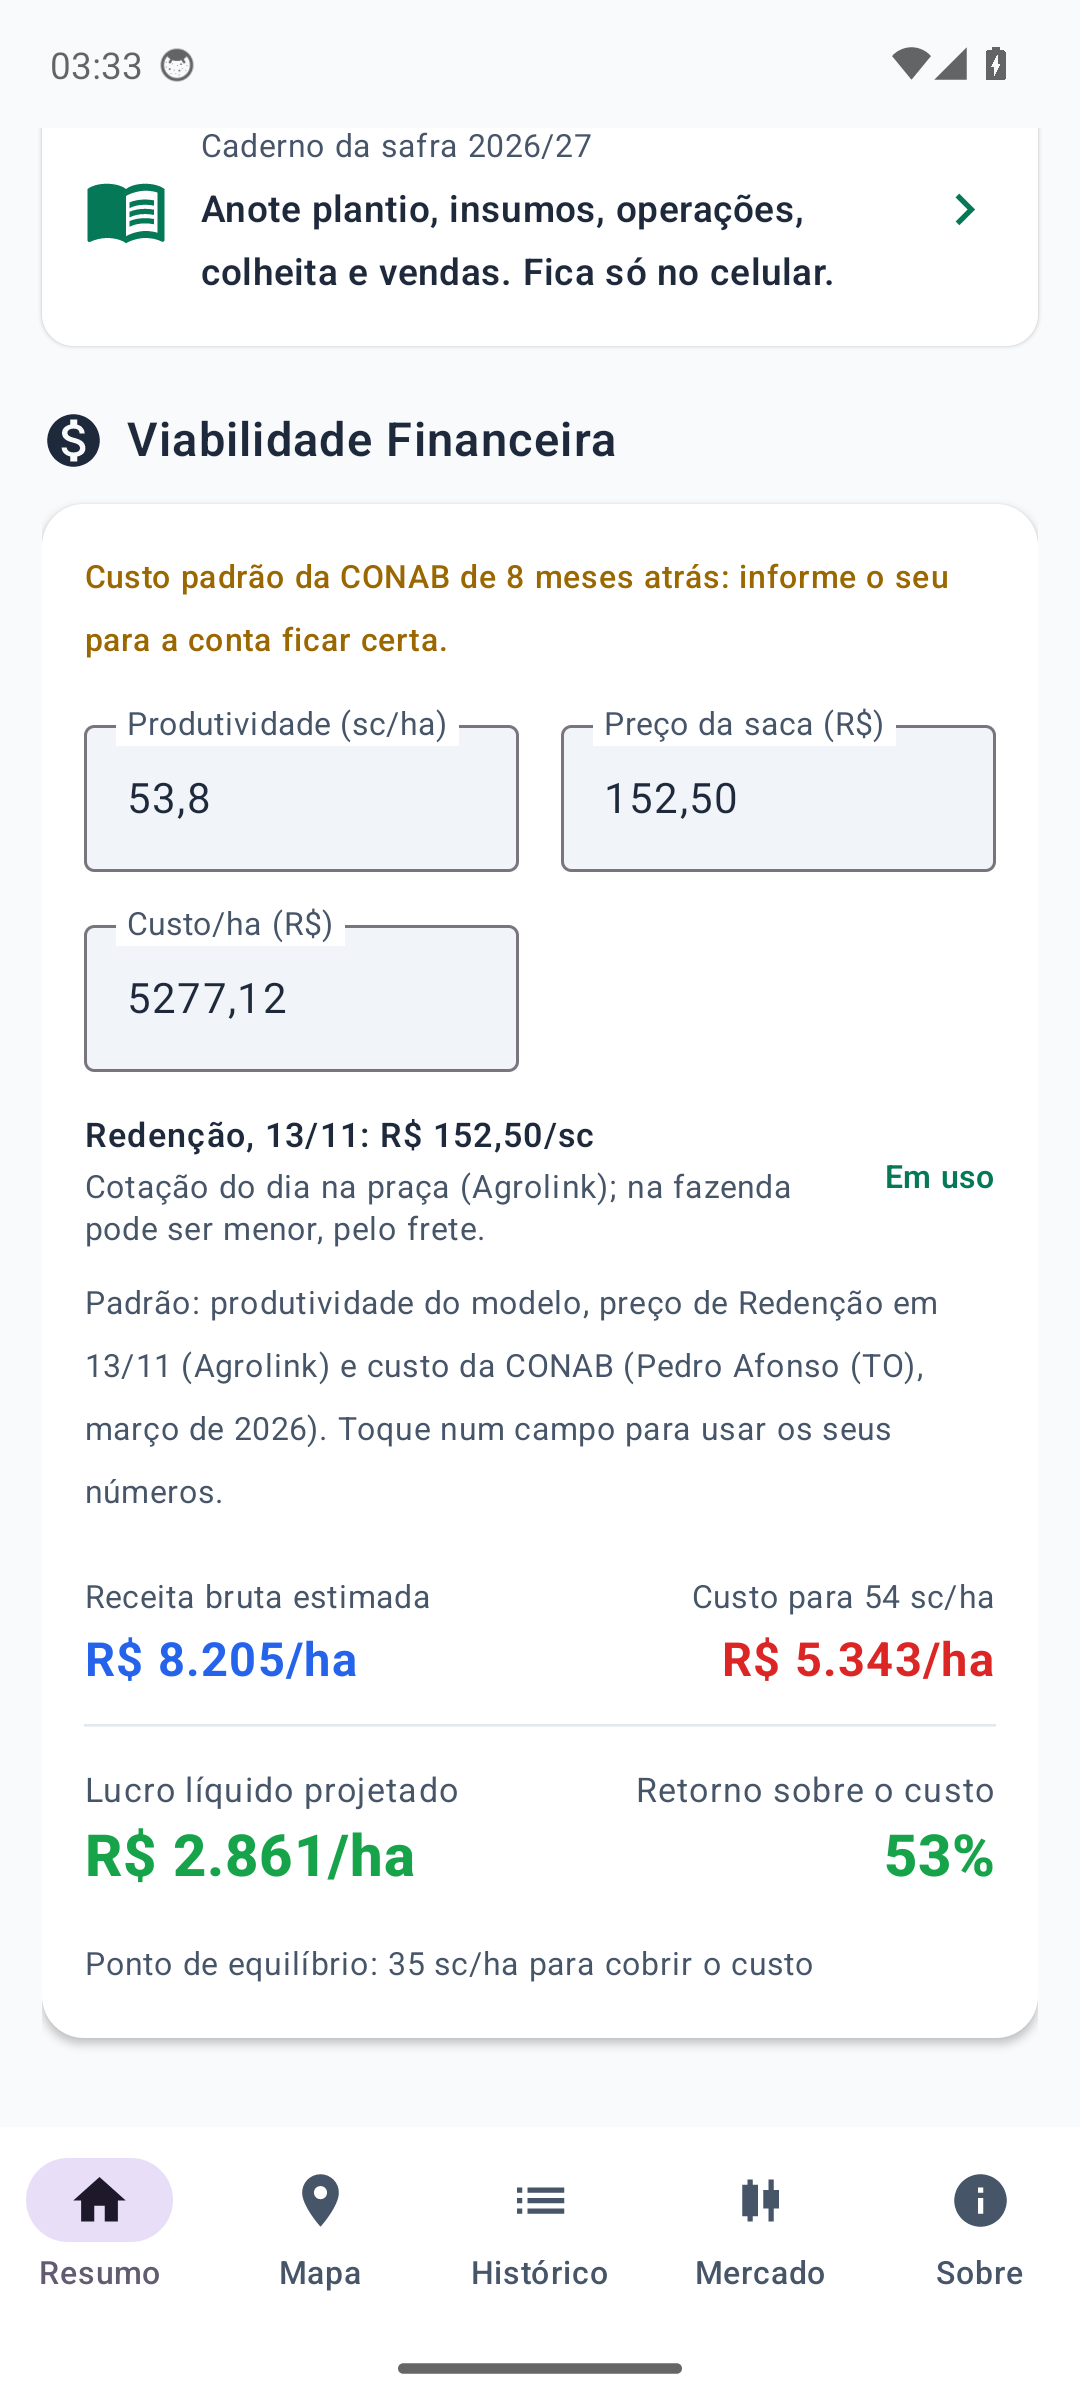 03:33
Caderno da safra 2026/27
Anote plantio, insumos, operações,
colheita e vendas. Fica só no celular.
Viabilidade Financeira
Custo padrão da CONAB de 8 meses atrás: informe o seu
para a conta ficar certa.
Produtividade (sc/ha)
53,8
Preço da saca (R$)
152,50
Custo/ha (R$)
5277,12
Redenção, 13/11: R$ 152,50/sc
Cotação do dia na praça (Agrolink); na fazenda
pode ser menor, pelo frete.
Em uso
Padrão: produtividade do modelo, preço de Redenção em
13/11 (Agrolink) e custo da CONAB (Pedro Afonso (TO),
março de 2026). Toque num campo para usar os seus
números.
Receita bruta estimada
R$ 8.205/ha
Custo para 54 sc/ha
R$ 5.343/ha
Lucro líquido projetado
R$ 2.861/ha
Retorno sobre o custo
53%
Ponto de equilíbrio: 35 sc/ha para cobrir o custo
Resumo
Mapa
Histórico
Mercado
Sobre